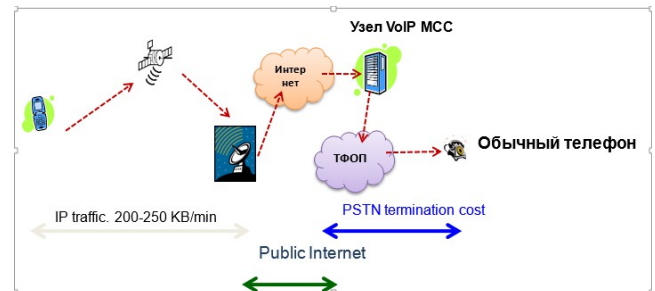 Узел VoIP МСС
Интер
нет
ТФОП
Обычный телефон
IP traffic. 200-250 KB/min
PSTN termination cost
Public Internet